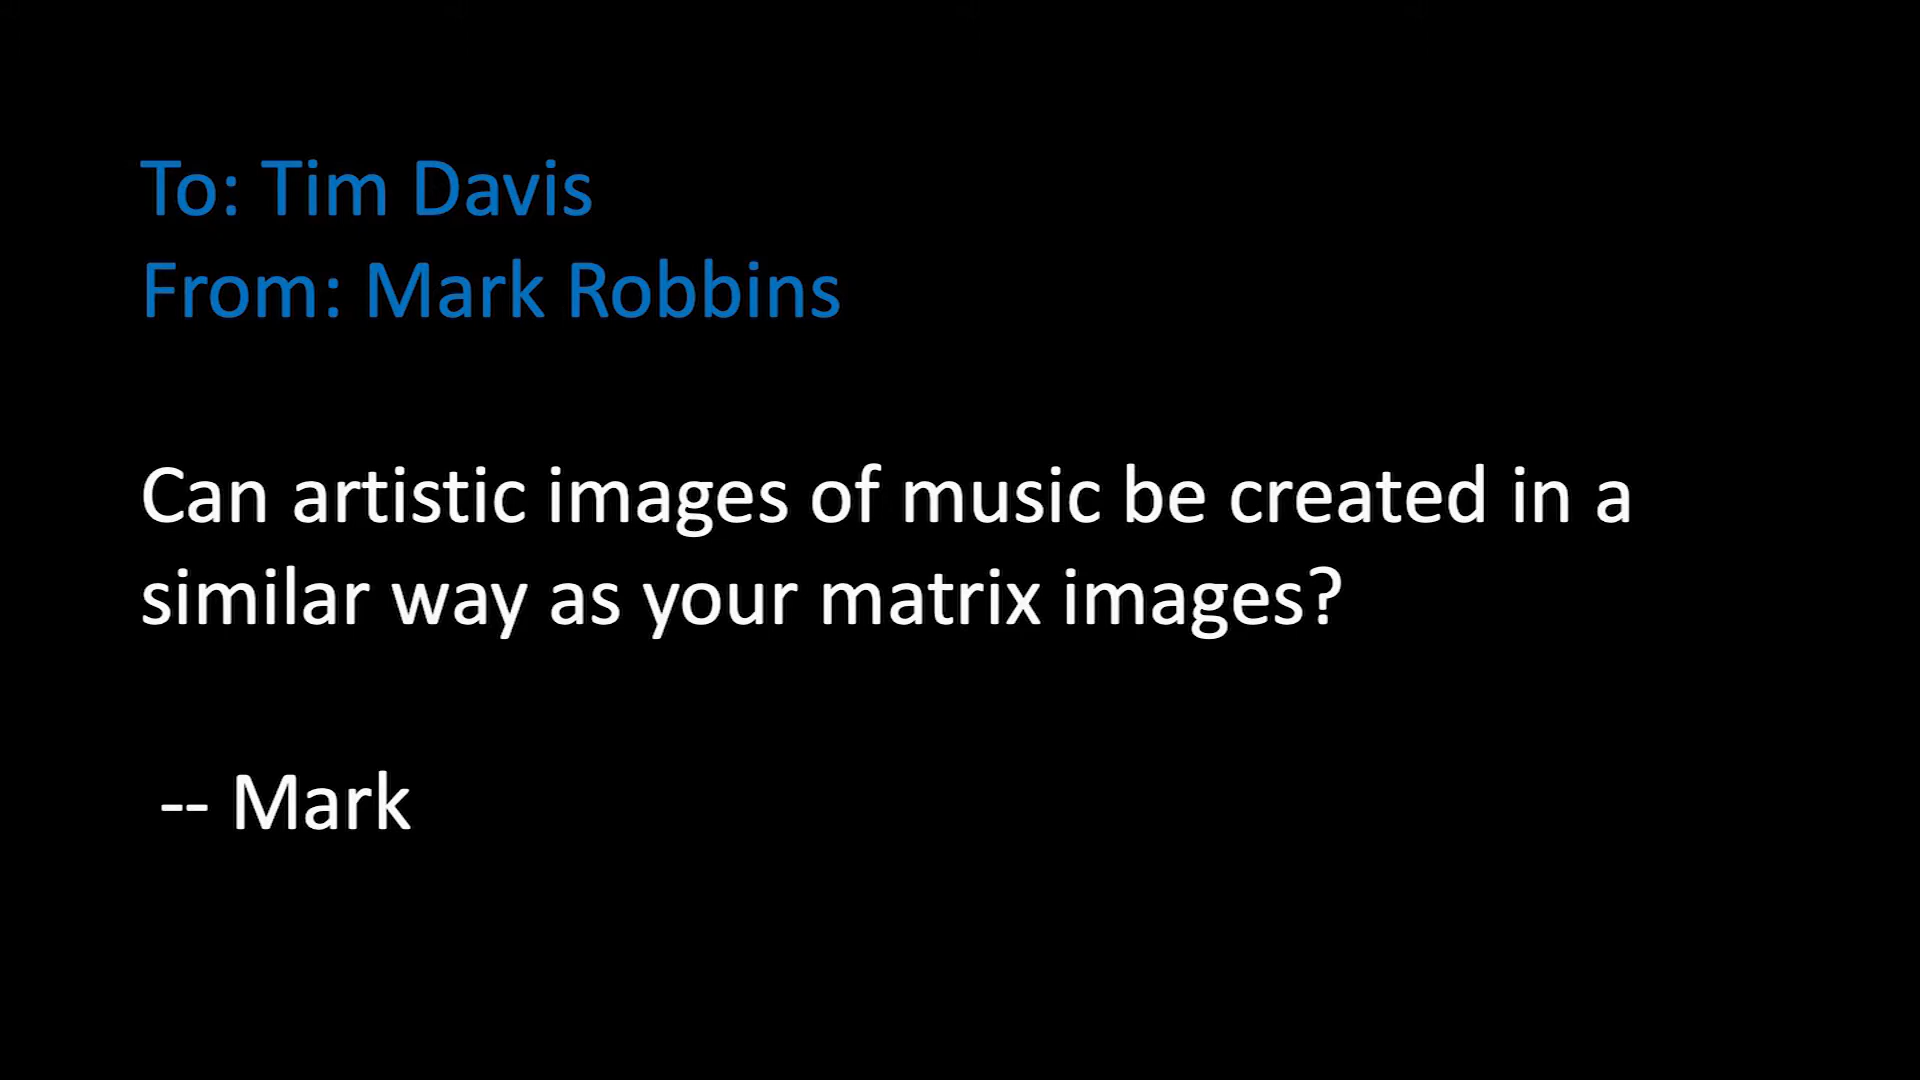 To: Tim Davis
From: Mark Robbins
Can artistic images of music be created in a
similar way as your matrix images?
-- Mark